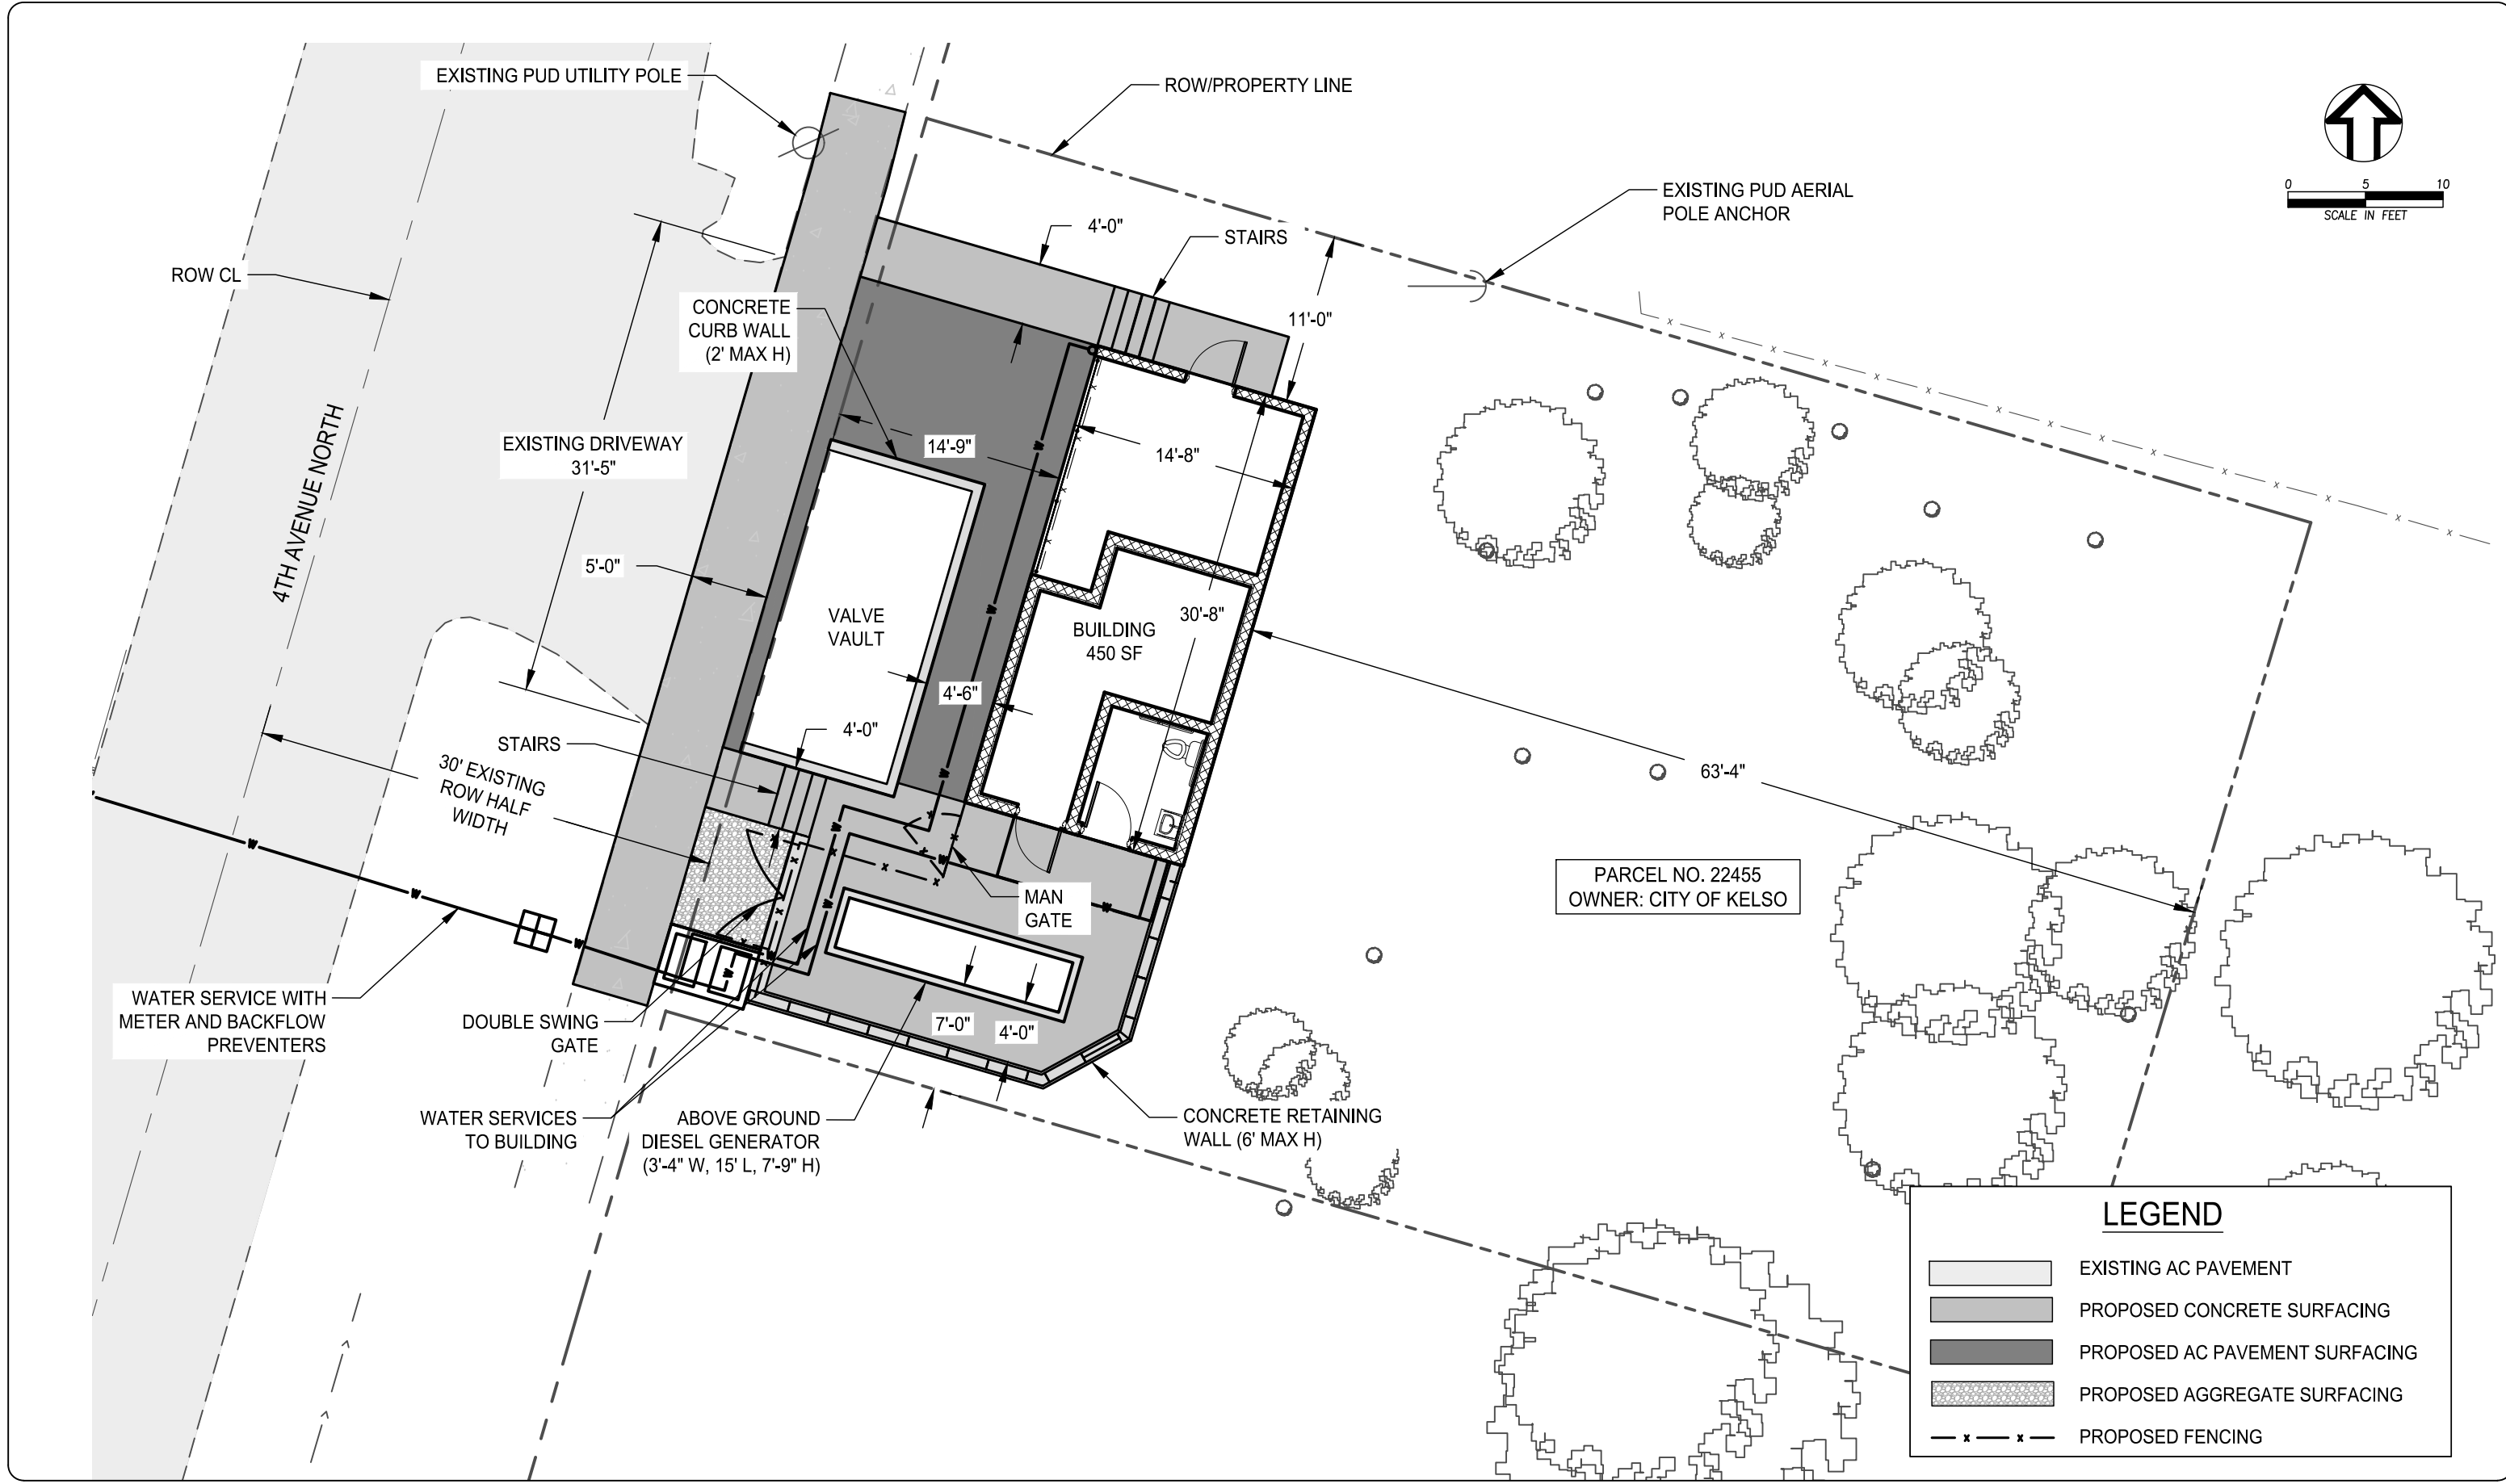 EXISTING PUD UTILITY POLE
ROW/PROPERTY LINE
EXISTING PUD AERIAL
POLE ANCHOR
0 5 10
SCALE IN FEET
4'-0"
STAIRS
ROW CL
CONCRETE
CURB WALL
(2' MAX H)
11'-0"
EXISTING DRIVEWAY
31'-5"
14'-9"
14'-8"
4TH AVENUE NORTH
5'-0"
VALVE
VAULT
BUILDING
450 SF
30'-8"
4'-6"
4'-0"
STAIRS
30' EXISTING
ROW HALF
WIDTH
63'-4"
PARCEL NO. 22455
OWNER: CITY OF KELSO
MAN
GATE
WATER SERVICE WITH
METER AND BACKFLOW
PREVENTERS
DOUBLE SWING
GATE
7'-0"
4'-0"
WATER SERVICES
TO BUILDING
ABOVE GROUND
DIESEL GENERATOR
(3'-4" W, 15' L, 7'-9" H)
CONCRETE RETAINING
WALL (6' MAX H)
LEGEND
EXISTING AC PAVEMENT
PROPOSED CONCRETE SURFACING
PROPOSED AC PAVEMENT SURFACING
PROPOSED AGGREGATE SURFACING
PROPOSED FENCING